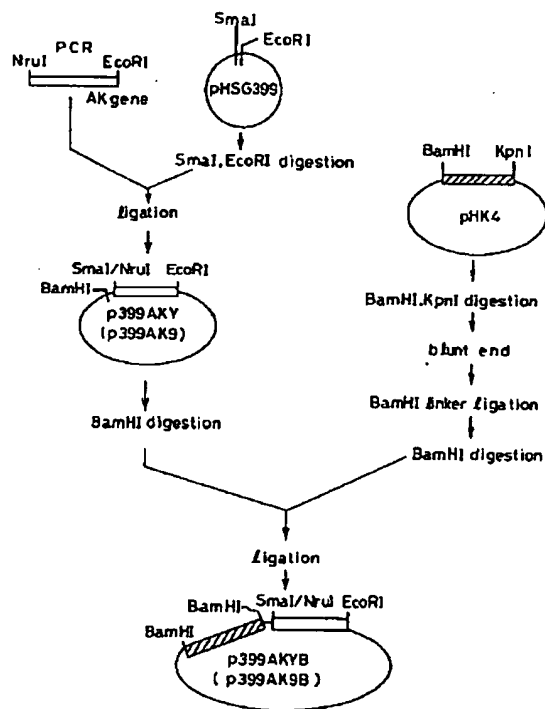 PCR
NruI EcoRI
AKgene
SmaI
EcoRI
pHSG399
SmaI,EcoRI digestion
ligation
SmaI/NruI EcoRI
BamHI
p399AKY
(p399AK9)
BamHI digestion
BamHI KpnI
pHK4
BamHI,KpnI digestion
blunt end
BamHI linker ligation
BamHI digestion
ligation
SmaI/NruI EcoRI
BamHI
BamHI
p399AKYB
(p399AK9B)